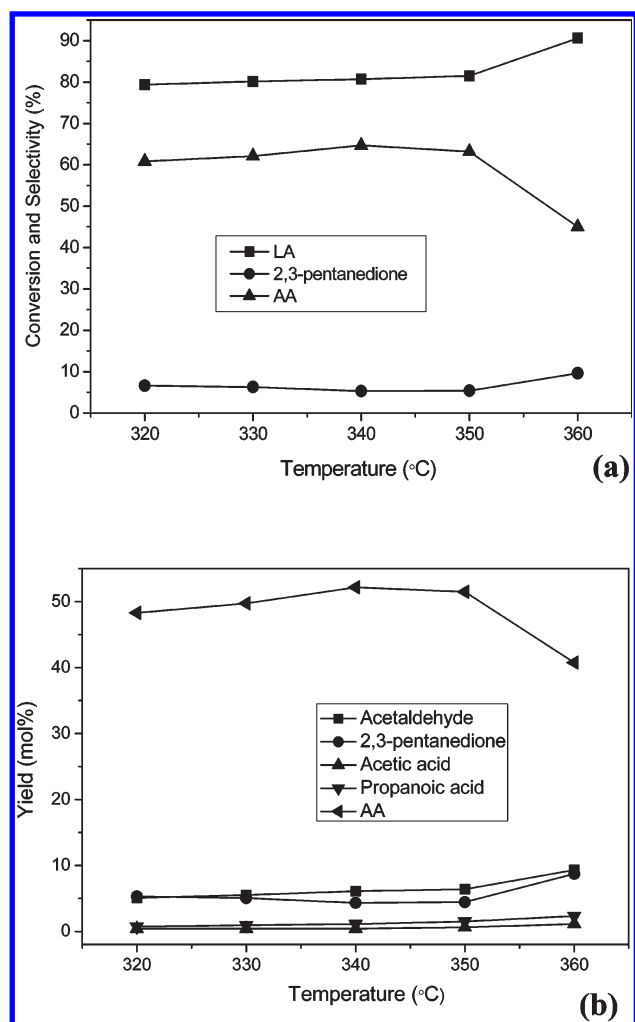 Conversion and Selectivity (%)
90
80
70
60
50
40
30
20
10
0
LA
2,3-pentanedione
AA
320 330 340 350 360
Temperature (°C)
(a)
Yield (mol%)
50
40
30
20
10
0
Acetaldehyde
2,3-pentanedione
Acetic acid
Propanoic acid
AA
320 330 340 350 360
Temperature (°C)
(b)